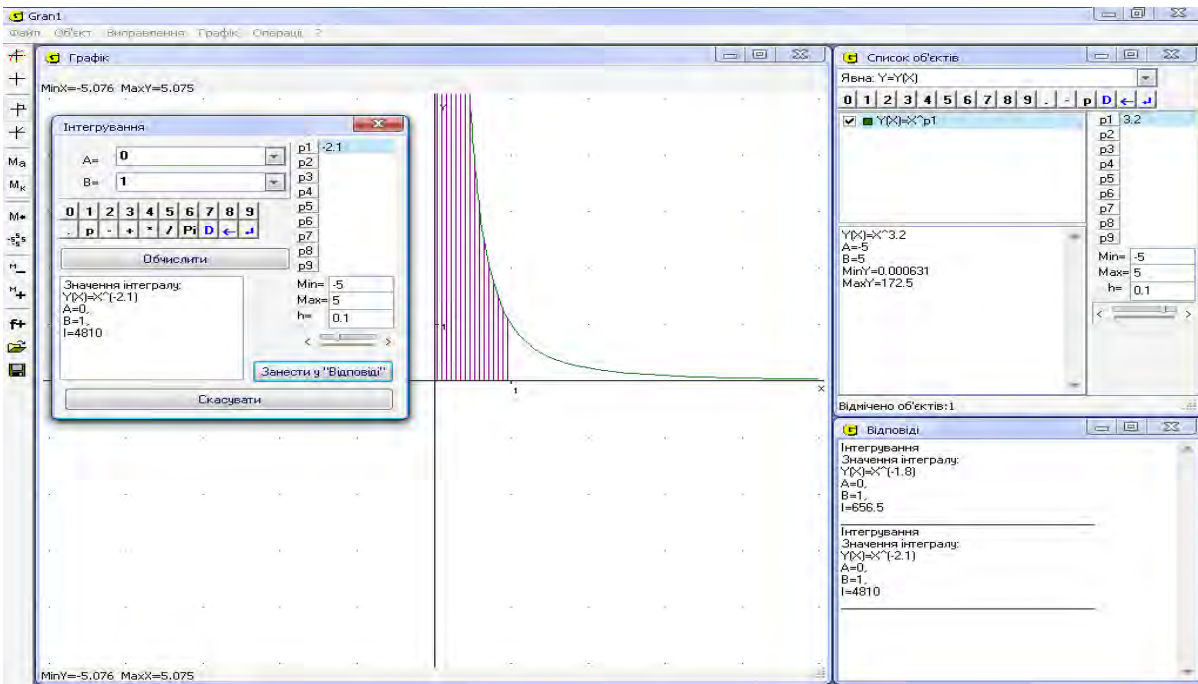 Gran1
Файл Об'єкт Виправлення Графік Операції ?
Графік
MinX=-5.076 MaxY=5.075
Y
1
1
X
MinY=-5.076 MaxX=5.075
Ma
Mк
M
M
f+
Інтегрування
A= 0
B= 1
0 1 2 3 4 5 6 7 8 9
. p - + * / Pi D ← ↵
Обчислити
Значення інтегралу:
Y(X)=X^(-2.1)
A=0,
B=1,
I=4810
p1 -2.1
p2
p3
p4
p5
p6
p7
p8
p9
Min= -5
Max= 5
h= 0.1
< >
Занести у "Відповіді"
Скасувати
Список об'єктів
Явна: Y=Y(X)
0 1 2 3 4 5 6 7 8 9 . - p D ← ↵
Y(X)=X^p1
p1 3.2
p2
p3
p4
p5
p6
p7
p8
p9
Min= -5
Max= 5
h= 0.1
< >
Y(X)=X^3.2
A=-5
B=5
MinY=0.000631
MaxY=172.5
Відмічено об'єктів:1
Відповіді
Інтегрування
Значення інтегралу:
Y(X)=X^(-1.8)
A=0,
B=1,
I=656.5
Інтегрування
Значення інтегралу:
Y(X)=X^(-2.1)
A=0,
B=1,
I=4810